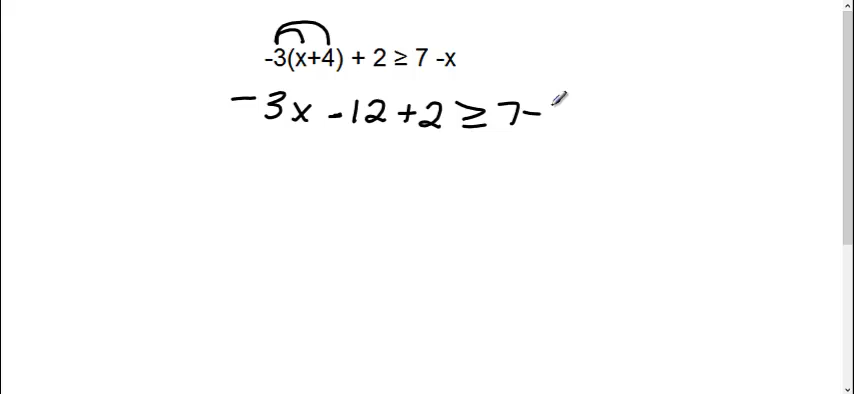 -3(x+4) + 2 ≥ 7 -x
-3x -12 +2 ≥ 7-